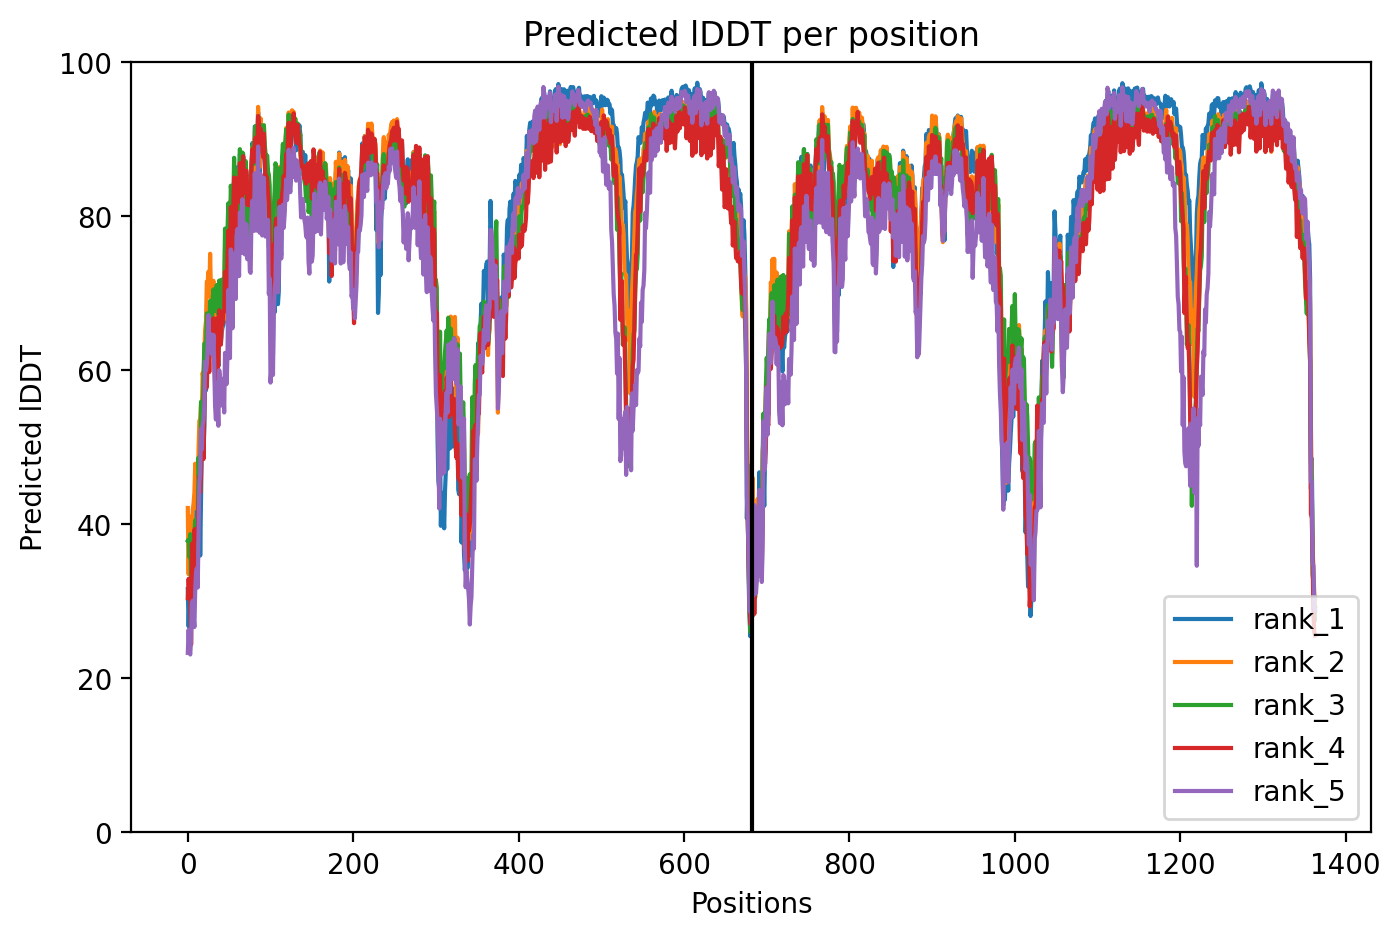 Predicted lDDT per position
Predicted lDDT
100
80
60
40
20
0
0 200 400 600 800 1000 1200 1400
Positions
rank_1
rank_2
rank_3
rank_4
rank_5